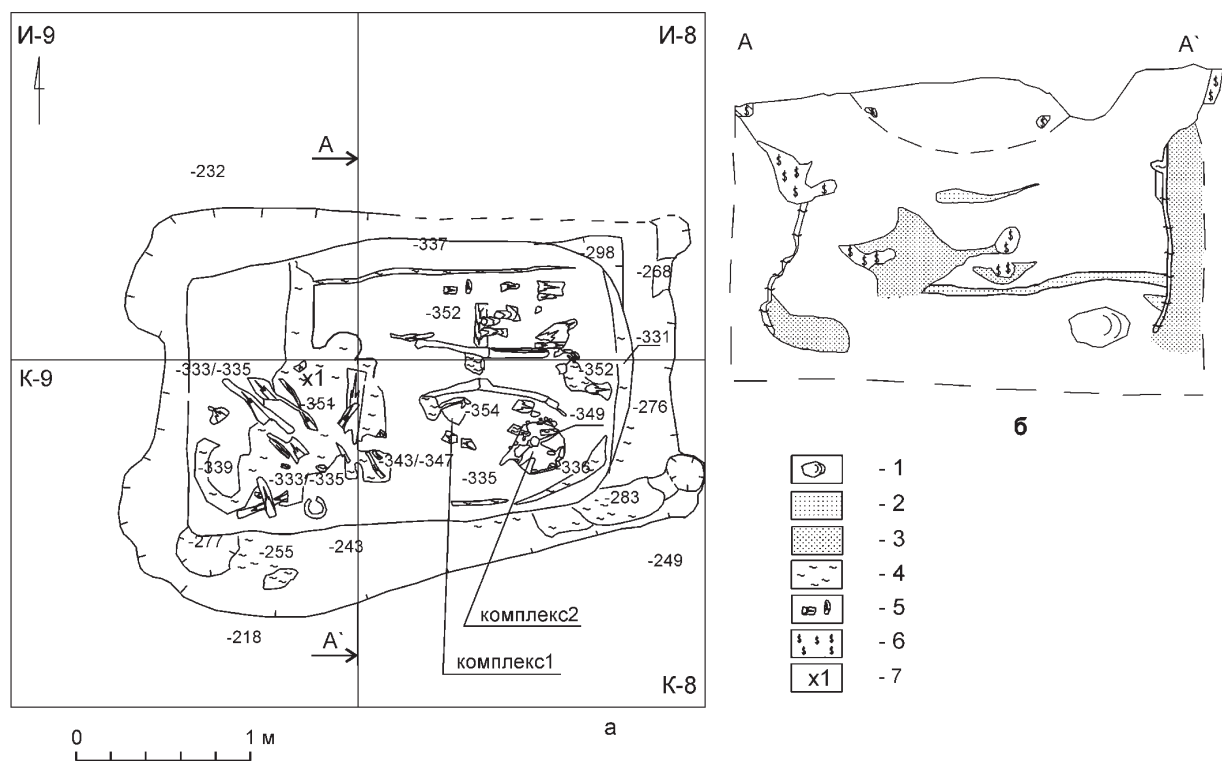 И-9
И-8
А
-232
-337
-298
-268
-352
-331
К-9
-333/-335
х1
-351
-352
-354
-349
-276
-339
-343/-347
-333/-335
-335
-336
-283
-277
-255
-243
-249
комплекс2
-218
А`
комплекс1
К-8
0 1 м
а
А А`
б
- 1
- 2
- 3
- 4
- 5
- 6
х1 - 7